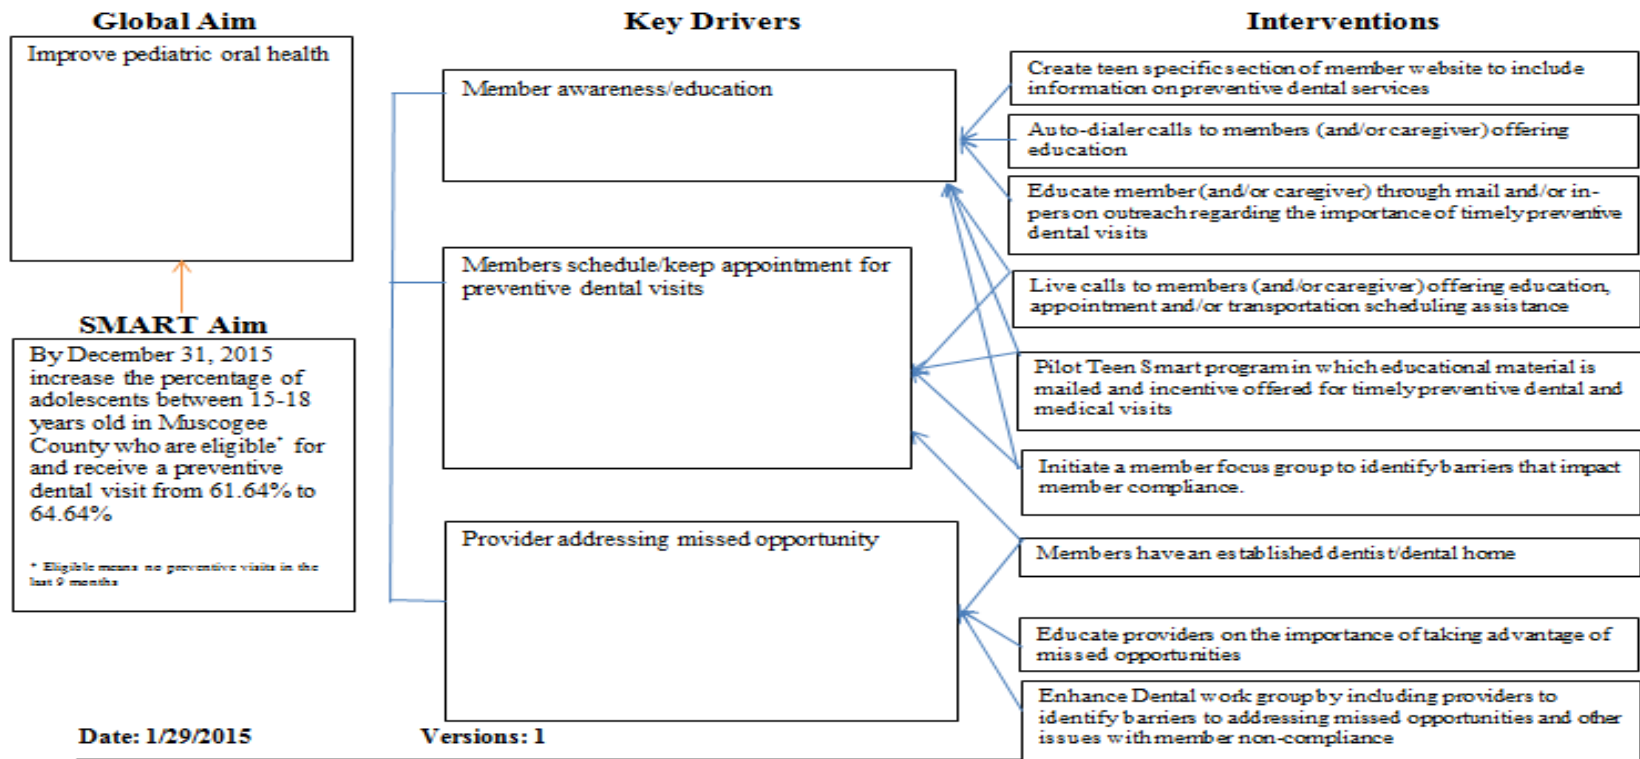 Global Aim
Improve pediatric oral health
SMART Aim
By December 31, 2015
increase the percentage of
adolescents between 15-18
years old in Muscogee
County who are eligible* for
and receive a preventive
dental visit from 61.64% to
64.64%
* Eligible means no preventive visits in the
last 9 months
Key Drivers
Member awareness/education
Members schedule/keep appointment for
preventive dental visits
Provider addressing missed opportunity
Interventions
Create teen specific section of member website to include
information on preventive dental services
Auto-dialer calls to members (and/or caregiver) offering
education
Educate member (and/or caregiver) through mail and/or in-
person outreach regarding the importance of timely preventive
dental visits
Live calls to members (and/or caregiver) offering education,
appointment and/or transportation scheduling assistance
Pilot Teen Smart program in which educational material is
mailed and incentive offered for timely preventive dental and
medical visits
Initiate a member focus group to identify barriers that impact
member compliance.
Members have an established dentist/dental home
Educate providers on the importance of taking advantage of
missed opportunities
Enhance Dental work group by including providers to
identify barriers to addressing missed opportunities and other
issues with member non-compliance
Date: 1/29/2015
Versions: 1